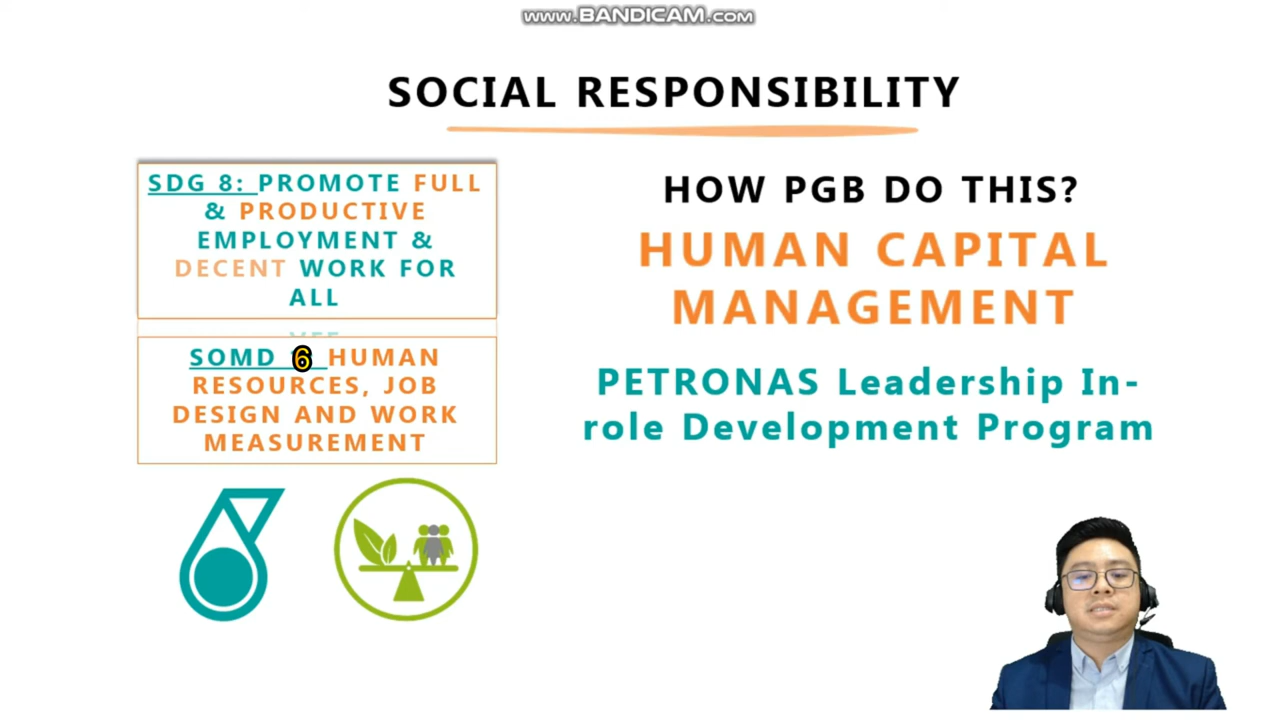 www.BANDICAM.com
SOCIAL RESPONSIBILITY
SDG 8: PROMOTE FULL
& PRODUCTIVE
EMPLOYMENT &
DECENT WORK FOR
ALL
SOMD 6 HUMAN
RESOURCES, JOB
DESIGN AND WORK
MEASUREMENT
HOW PGB DO THIS?
HUMAN CAPITAL
MANAGEMENT
PETRONAS Leadership In-
role Development Program